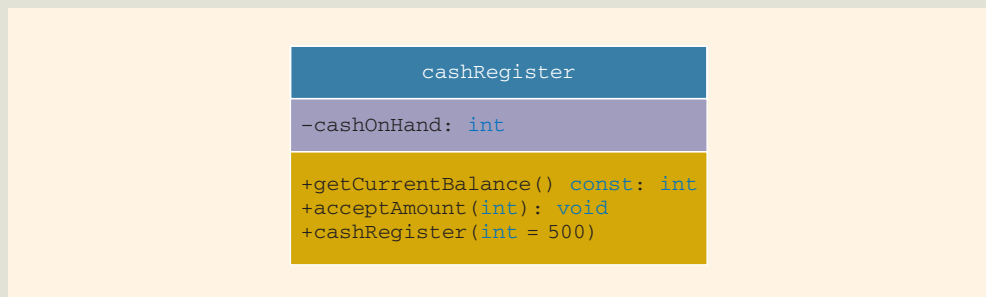 cashRegister
-cashOnHand: int
+getCurrentBalance() const: int
+acceptAmount(int): void
+cashRegister(int = 500)